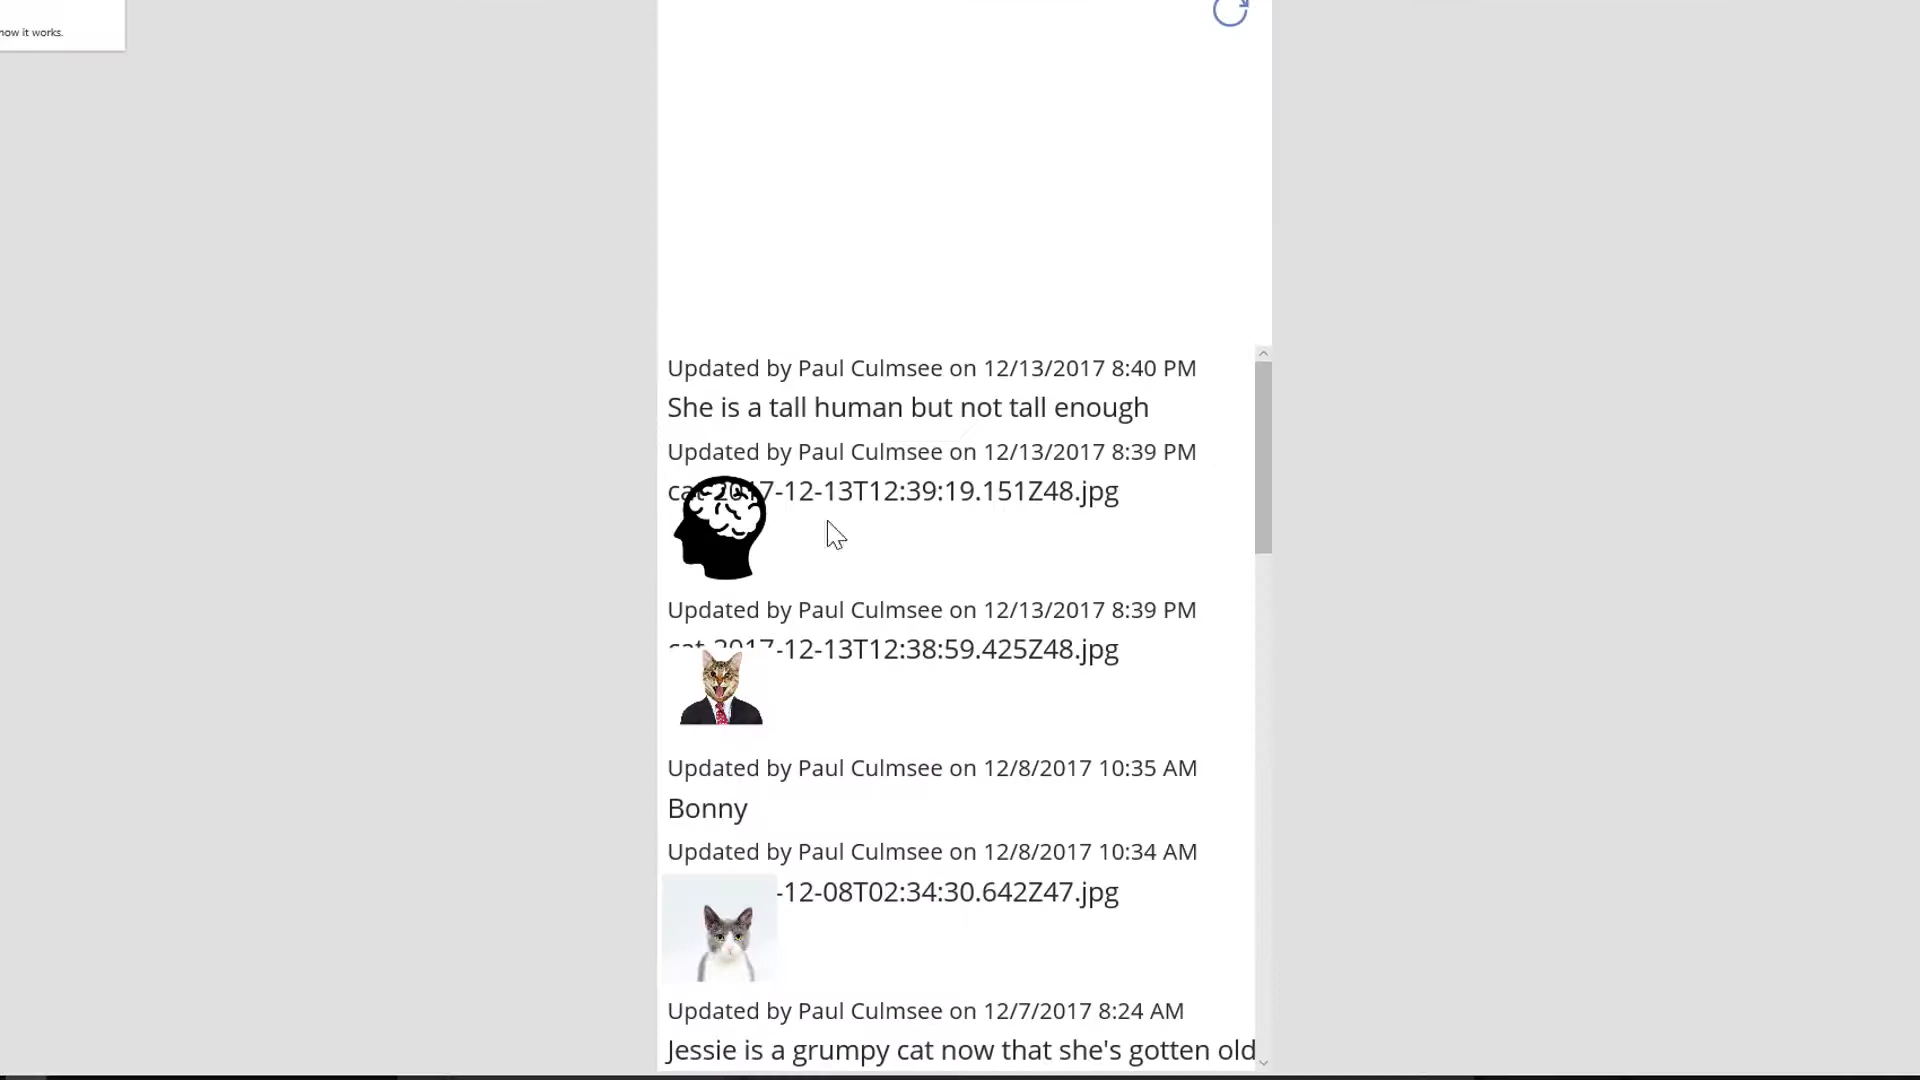 how it works.
Updated by Paul Culmsee on 12/13/2017 8:40 PM
She is a tall human but not tall enough
Updated by Paul Culmsee on 12/13/2017 8:39 PM
cat-2017-12-13T12:39:19.151Z48.jpg
Updated by Paul Culmsee on 12/13/2017 8:39 PM
cat-2017-12-13T12:38:59.425Z48.jpg
Updated by Paul Culmsee on 12/8/2017 10:35 AM
Bonny
Updated by Paul Culmsee on 12/8/2017 10:34 AM
-12-08T02:34:30.642Z47.jpg
Updated by Paul Culmsee on 12/7/2017 8:24 AM
Jessie is a grumpy cat now that she's gotten old